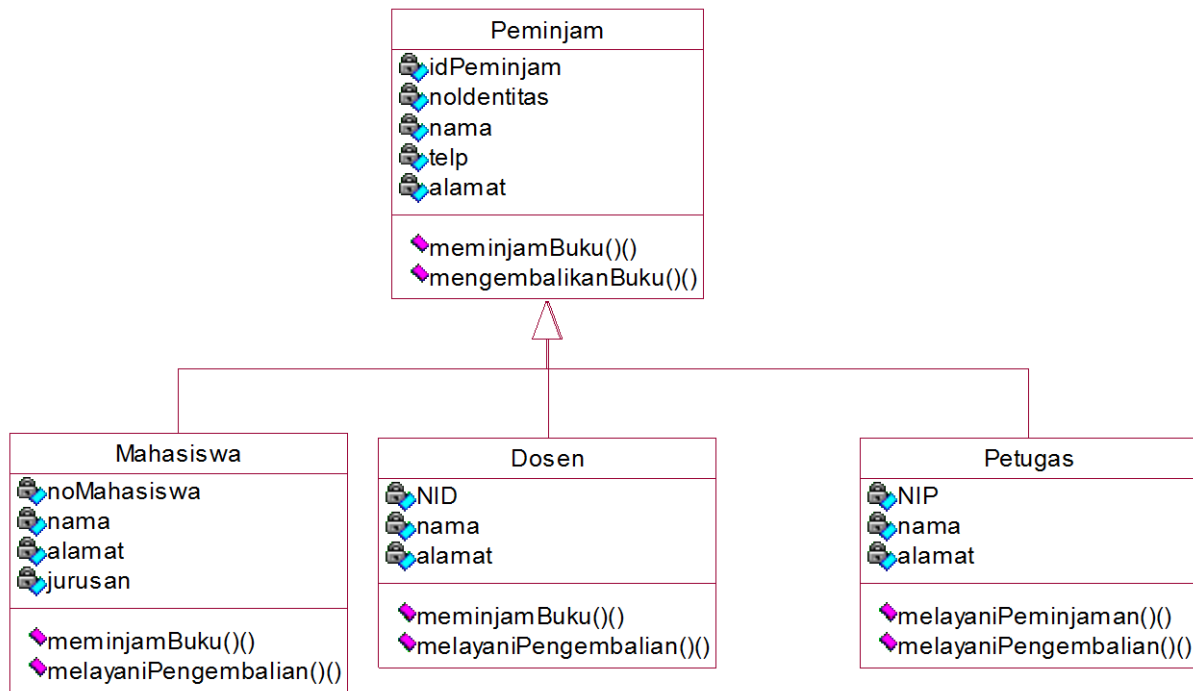 Peminjam
idPeminjam
noIdentitas
nama
telp
alamat
meminjamBuku()()
mengembalikanBuku()()
Mahasiswa
noMahasiswa
nama
alamat
jurusan
meminjamBuku()()
melayaniPengembalian()()
Dosen
NID
nama
alamat
meminjamBuku()()
melayaniPengembalian()()
Petugas
NIP
nama
alamat
melayaniPeminjaman()()
melayaniPengembalian()()